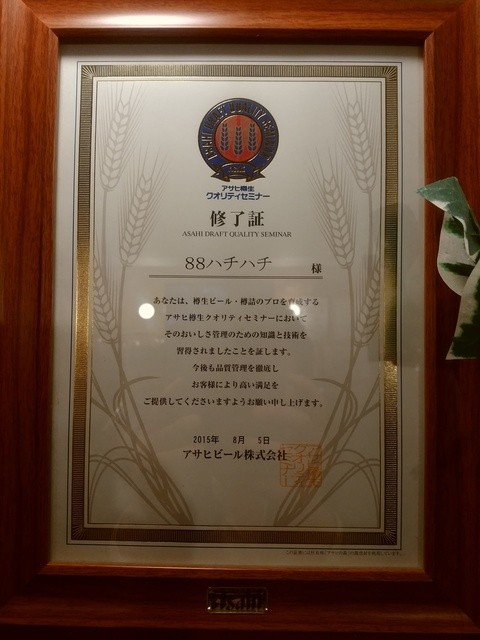 ASAHI DRAFT QUALITY SEMINAR
アサヒ樽生
クオリティセミナー
修了証
ASAHI DRAFT QUALITY SEMINAR
88ハチハチ 様
あなたは、樽生ビール・樽詰のプロを育成する
アサヒ樽生クオリティセミナーにおいて
そのおいしさ管理のための知識と技術を
習得されましたことを証します。
今後も品質管理を徹底し
お客様により高い満足を
ご提供してくださいますようお願い申し上げます。
2015年 8月 5日
アサヒビール株式会社
Asahi